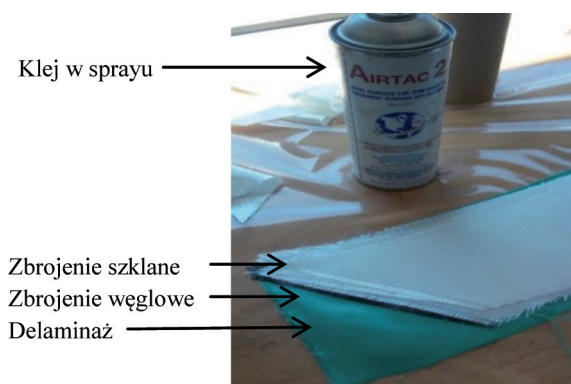 Klej w sprayu
AIRTAC 2
Zbrojenie szklane
Zbrojenie węglowe
Delaminaż